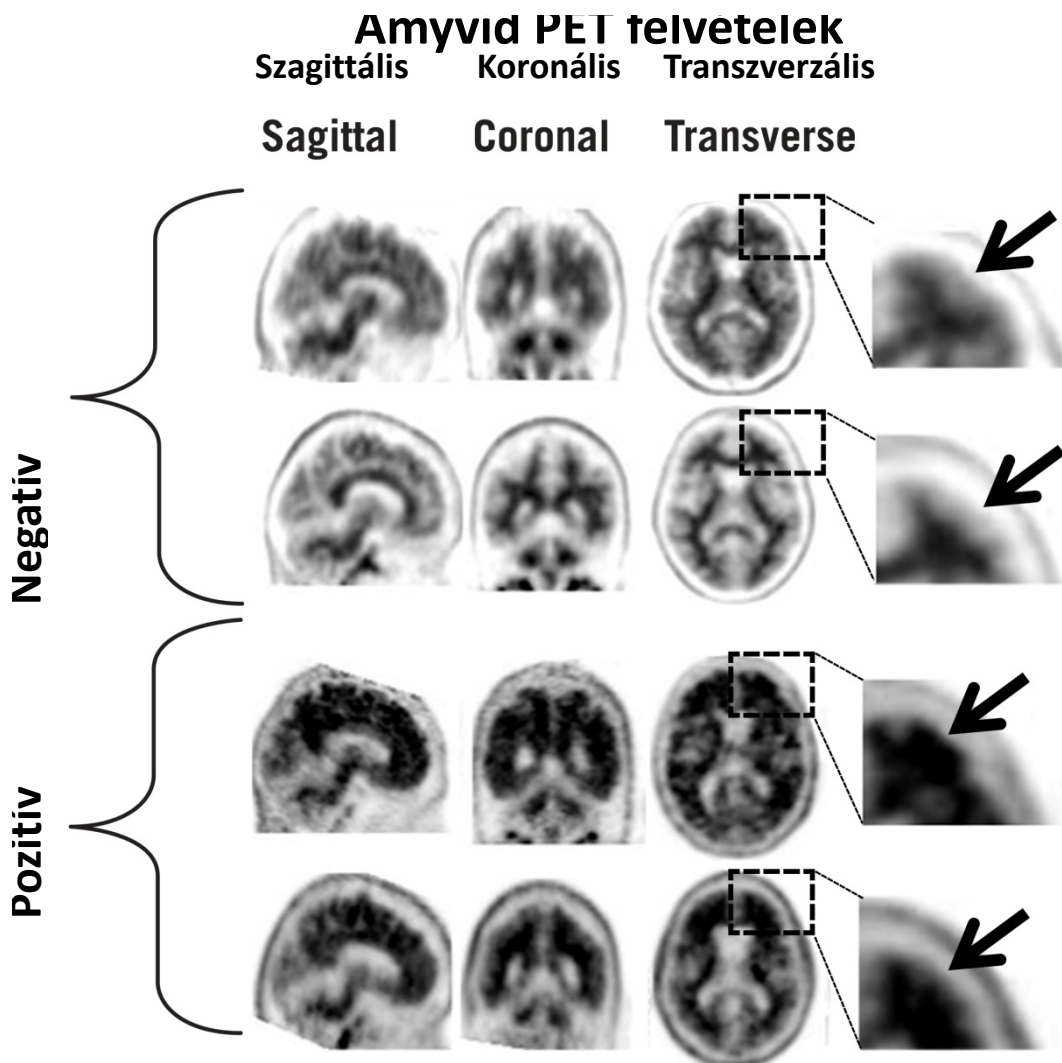 Amyvid PET felvételek
Szagittális Koronális Transzverzális
Sagittal Coronal Transverse
Negatív
Pozitív